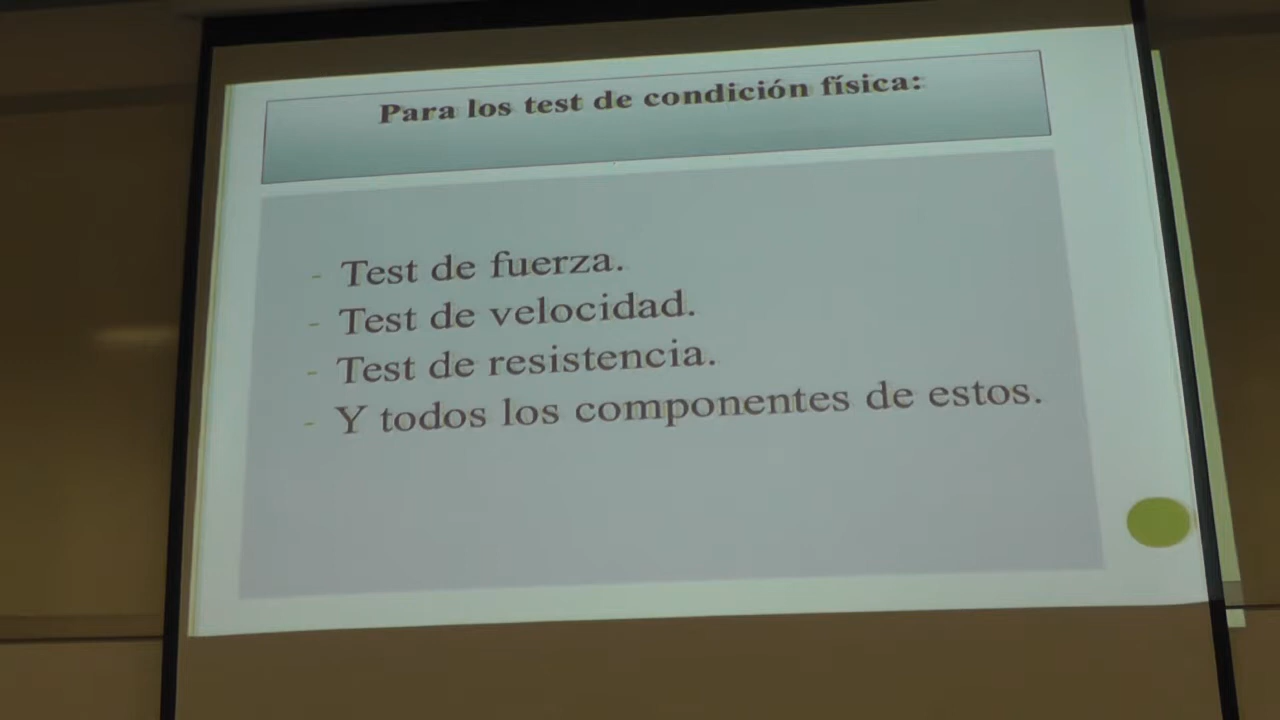 Para los test de condición física:
- Test de fuerza.
- Test de velocidad.
- Test de resistencia.
- Y todos los componentes de estos.